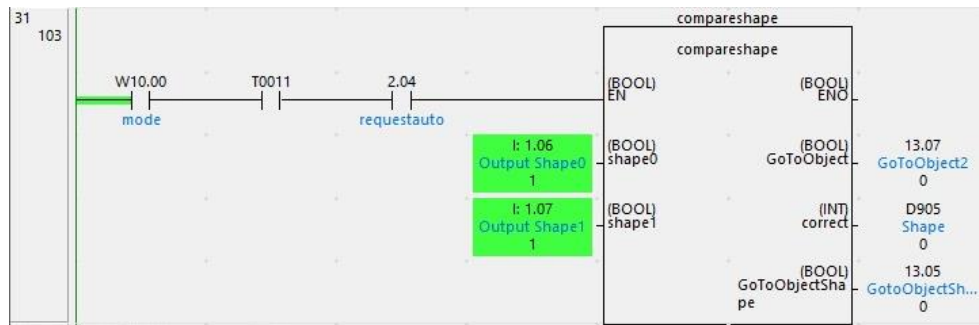 31
103
compareshape
compareshape
W10.00
T0011
2.04
(BOOL)
EN
(BOOL)
ENO
mode
requestauto
I: 1.06
Output Shape0
1
(BOOL)
shape0
(BOOL)
GoToObject
13.07
GoToObject2
0
I: 1.07
Output Shape1
1
(BOOL)
shape1
(INT)
correct
D905
Shape
0
(BOOL)
GoToObjectSha
pe
13.05
GotoObjectSh...
0